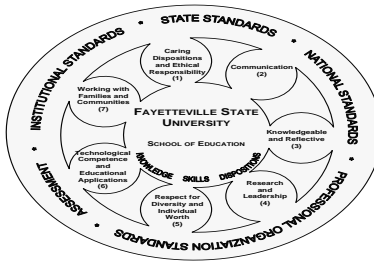 STATE STANDARDS
NATIONAL STANDARDS
PROFESSIONAL ORGANZIATION STANDARDS
ASSESSMENT
INSTITUTIONAL STANDARDS
Caring
Dispositions
and Ethical
Responsibility
(1)
Communication
(2)
Knowledgeable
and Reflective
(3)
Research
and
Leadership
(4)
Respect for
Diversity and
Individual
Worth
(5)
Technological
Competence
and
Educational
Applications
(6)
Working with
Families and
Communities
(7)
FAYETTEVILLE STATE
UNIVERSITY
SCHOOL OF EDUCATION
KNOWLEDGE SKILLS DISPOSITIONS